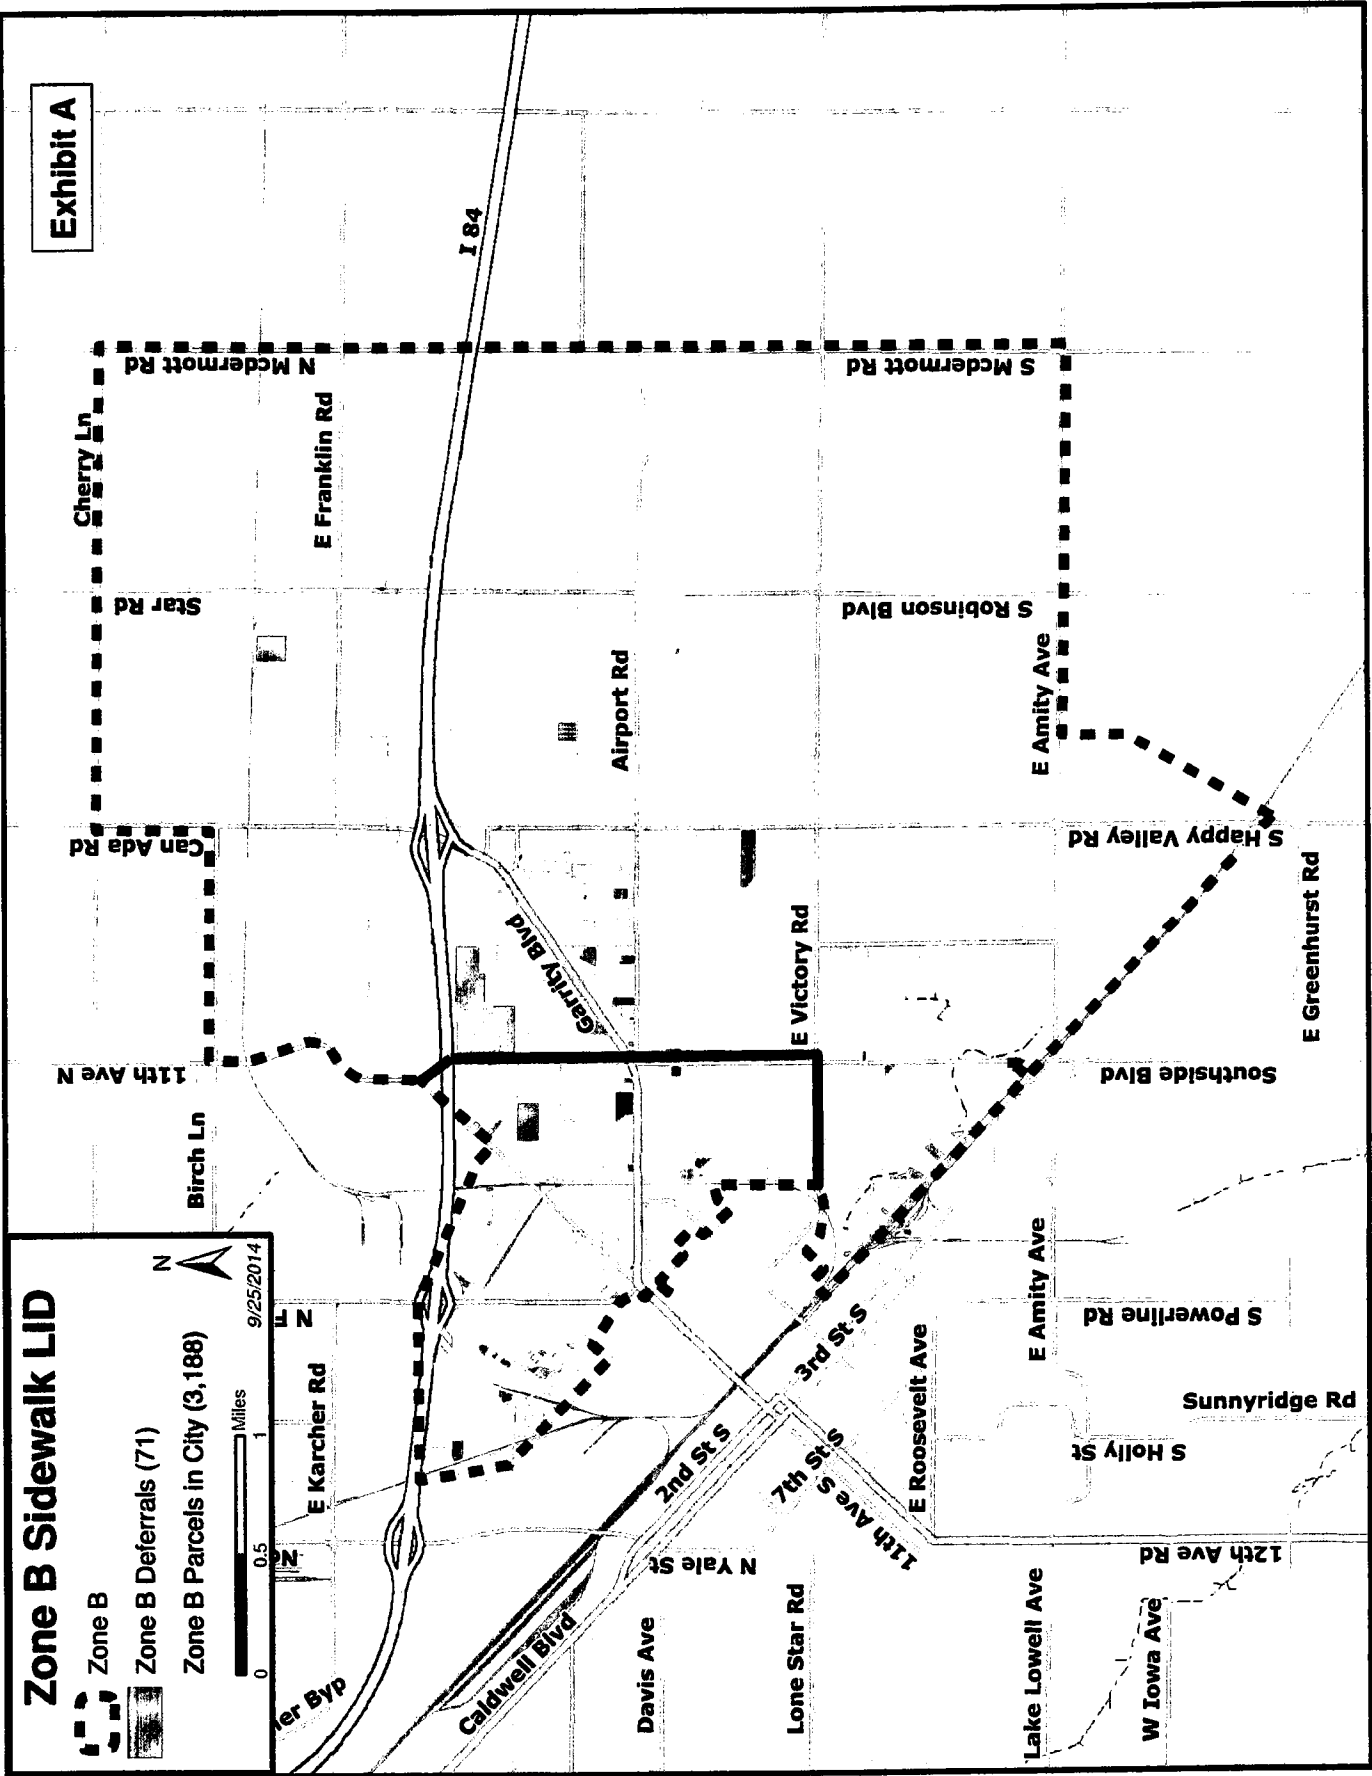 Zone B Sidewalk LID
Zone B
Zone B Deferrals (71)
Zone B Parcels in City (3,188)
0 0.5 1 Miles
N
9/25/2014
Exhibit A
Cherry Ln
N Mcdermott Rd
E Franklin Rd
Star Rd
Can Ada Rd
11th Ave N
Birch Ln
I 84
E Karcher Rd
Airport Rd
Garrity Blvd
E Victory Rd
S Mcdermott Rd
S Robinson Blvd
E Amity Ave
S Happy Valley Rd
E Greenhurst Rd
Southside Blvd
Caldwell Blvd
2nd St S
3rd St S
7th St S
11th Ave S
N Yale St
Davis Ave
Lone Star Rd
E Roosevelt Ave
E Amity Ave
S Powerline Rd
Sunnyridge Rd
S Holly St
12th Ave Rd
Lake Lowell Ave
W Iowa Ave